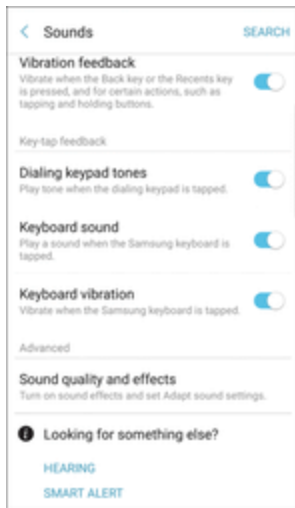 Sounds SEARCH
Vibration feedback
Vibrate when the Back key or the Recents key
is pressed, and for certain actions, such as
tapping and holding buttons.
Key-tap feedback
Dialing keypad tones
Play tone when the dialing keypad is tapped.
Keyboard sound
Play a sound when the Samsung keyboard is
tapped.
Keyboard vibration
Vibrate when the Samsung keyboard is tapped.
Advanced
Sound quality and effects
Turn on sound effects and set Adapt sound settings.
Looking for something else?
HEARING
SMART ALERT